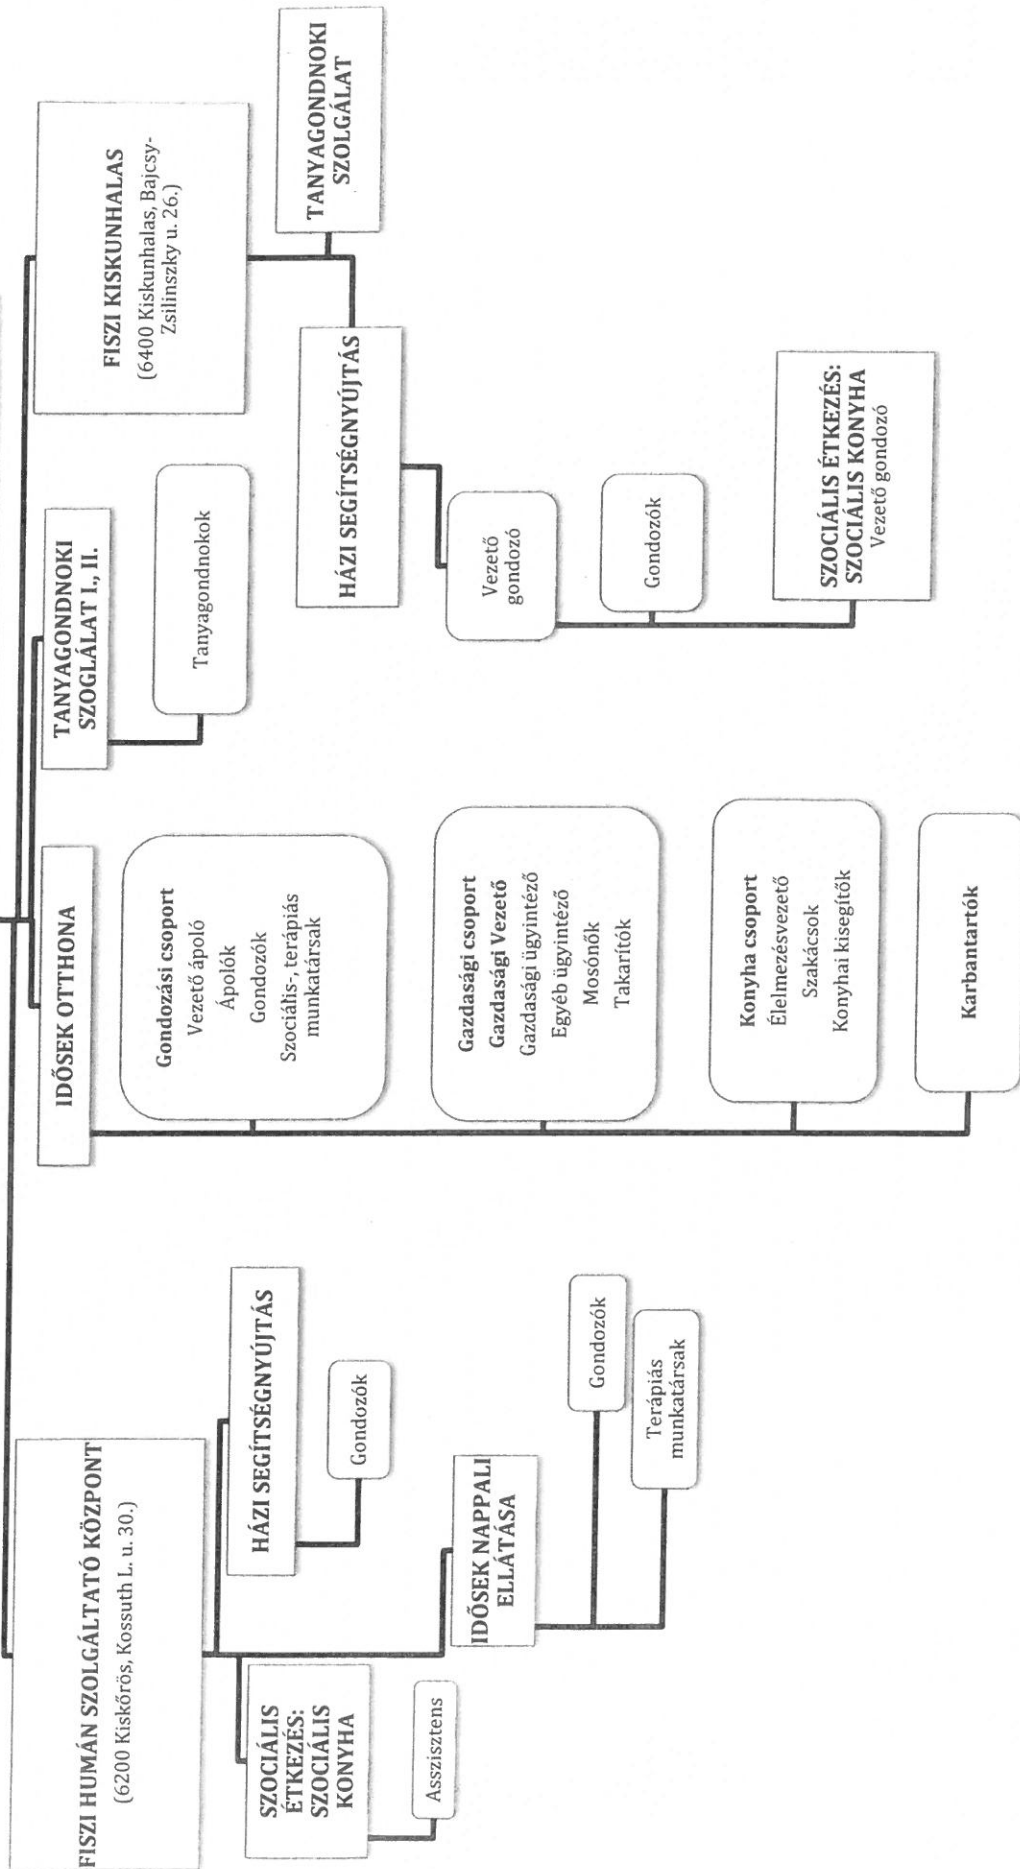 FISZI HUMÁN SZOLGÁLTATÓ KÖZPONT
(6200 Kiskőrös, Kossuth L. u. 30.)
SZOCIÁLIS
ÉTKEZÉS:
SZOCIÁLIS
KONYHA
Asszisztens
HÁZI SEGÍTSÉGNYÚJTÁS
Gondozók
IDŐSEK NAPPALI
ELLÁTÁSA
Gondozók
Terápiás
munkatársak
IDŐSEK OTTHONA
Gondozási csoport
Vezető ápoló
Ápolók
Gondozók
Szociális-, terápiás
munkatársak
Gazdasági csoport
Gazdasági Vezető
Gazdasági ügyintéző
Egyéb ügyintéző
Mosónők
Takarítók
Konyha csoport
Élelmezésvezető
Szakácsok
Konyhai kisegítők
Karbantartók
TANYAGONDNOKI
SZOGLÁLAT I., II.
Tanyagondnokok
FISZI KISKUNHALAS
(6400 Kiskunhalas, Bajcsy-
Zsilinszky u. 26.)
HÁZI SEGÍTSÉGNYÚJTÁS
Vezető
gondozó
Gondozók
SZOCIÁLIS ÉTKEZÉS:
SZOCIÁLIS KONYHA
Vezető gondozó
TANYAGONDNOKI
SZOLGÁLAT